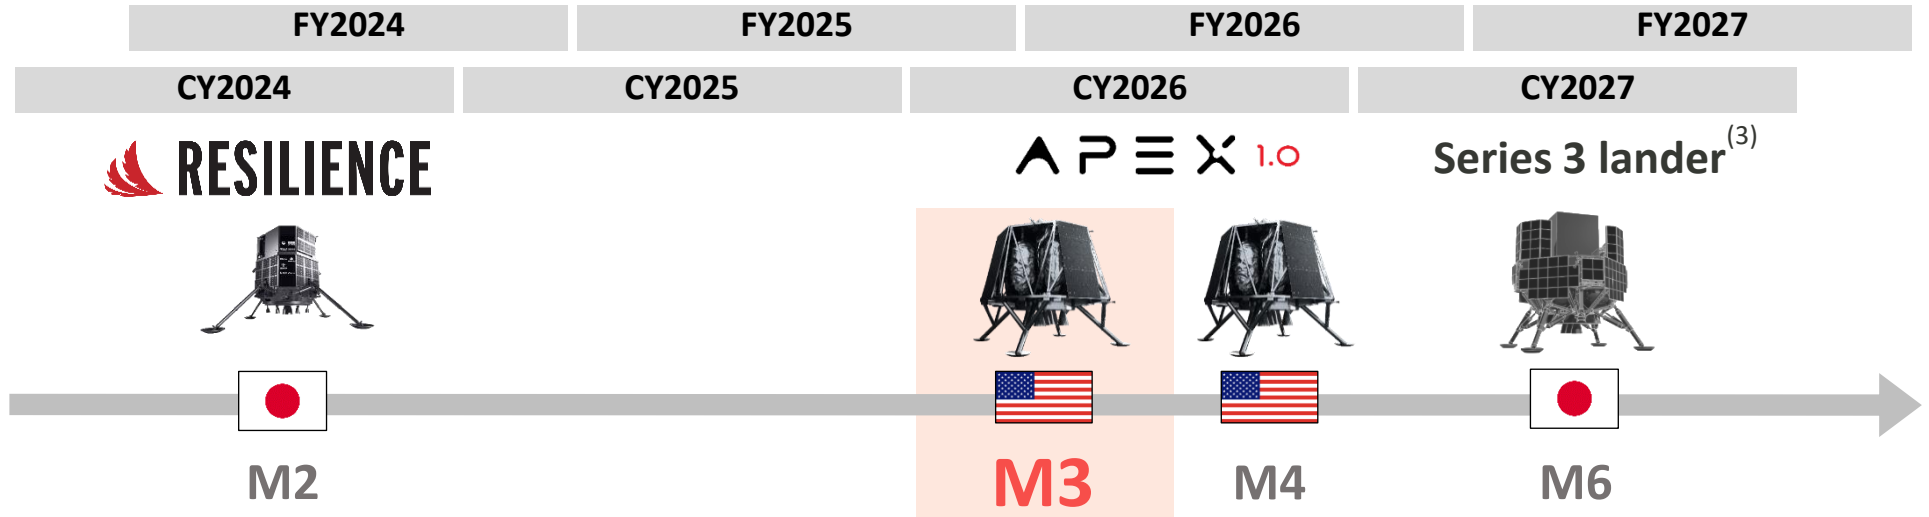 FY2024 FY2025 FY2026 FY2027
CY2024 CY2025 CY2026 CY2027
RESILIENCE APEX 1.0 Series 3 lander(3)
M2 M3 M4 M6